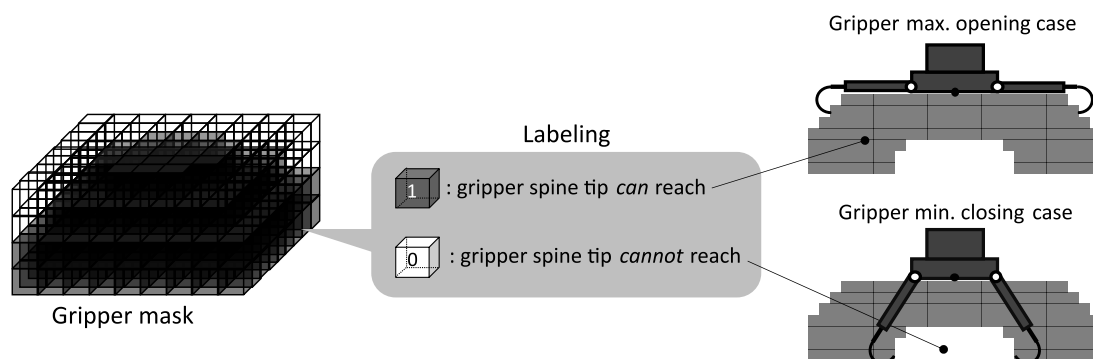 Gripper max. opening case
Labeling
1 : gripper spine tip can reach
Gripper min. closing case
0 : gripper spine tip cannot reach
Gripper mask